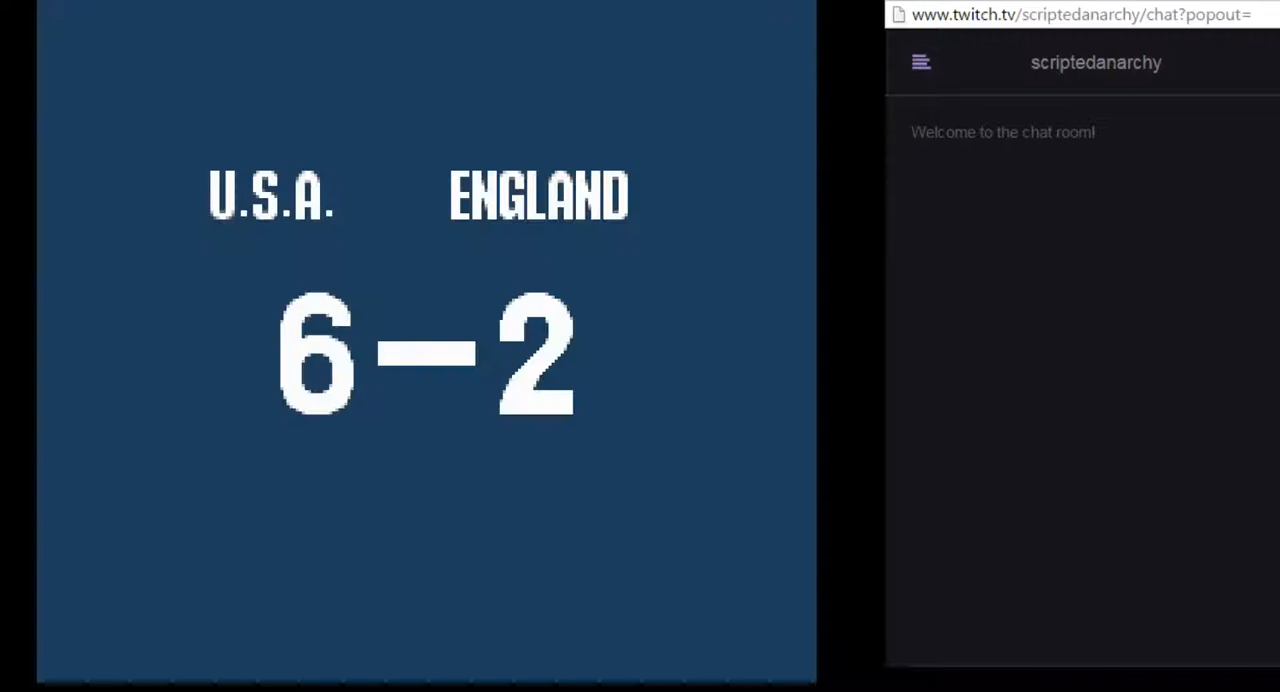 U.S.A. ENGLAND
6-2
www.twitch.tv/scriptedanarchy/chat?popout=
scriptedanarchy
Welcome to the chat room!